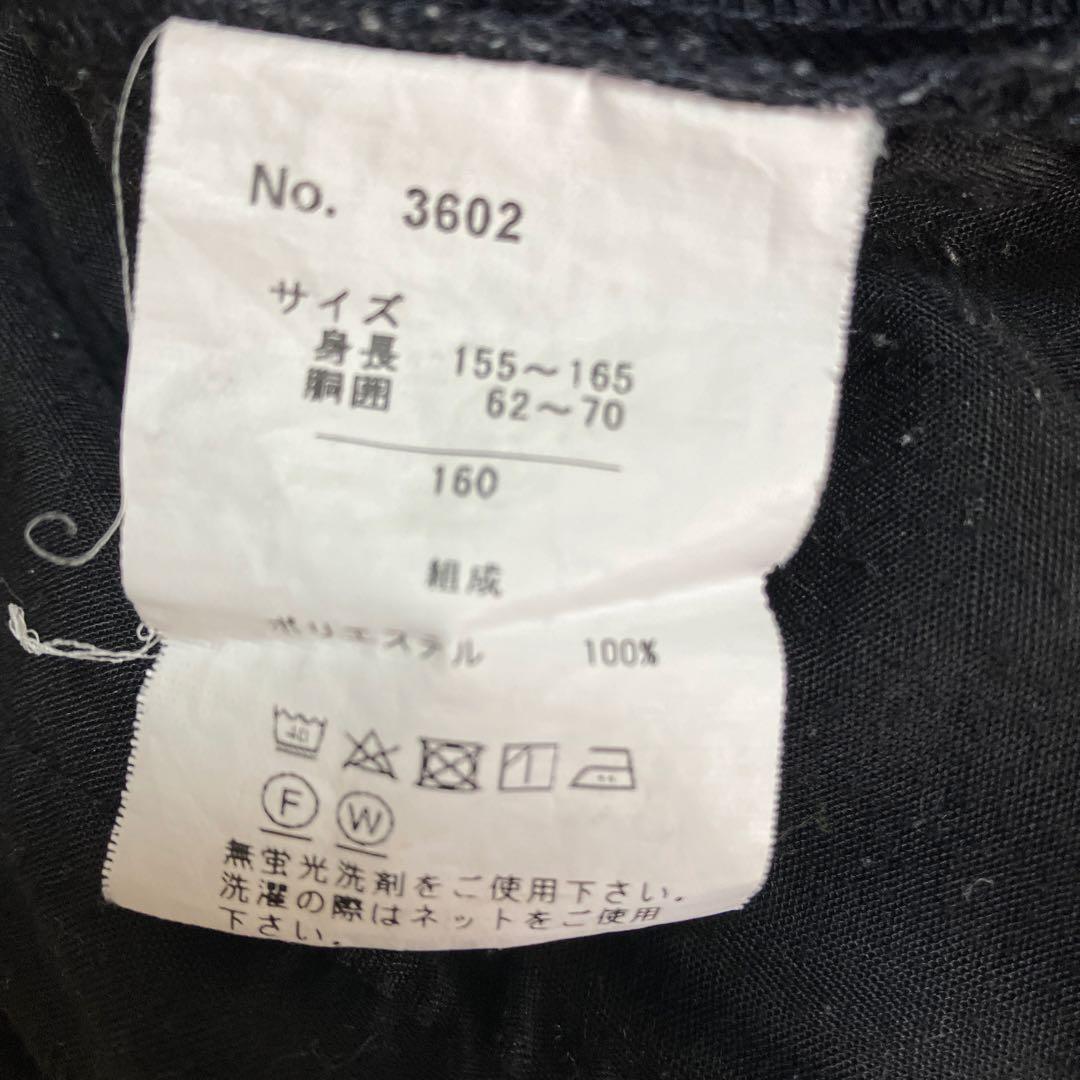 No. 3602
サイズ
身長 155〜165
胴囲 62〜70
160
組成
ポリエステル 100%
40
F W
無蛍光洗剤をご使用下さい。
洗濯の際はネットをご使用
下さい。